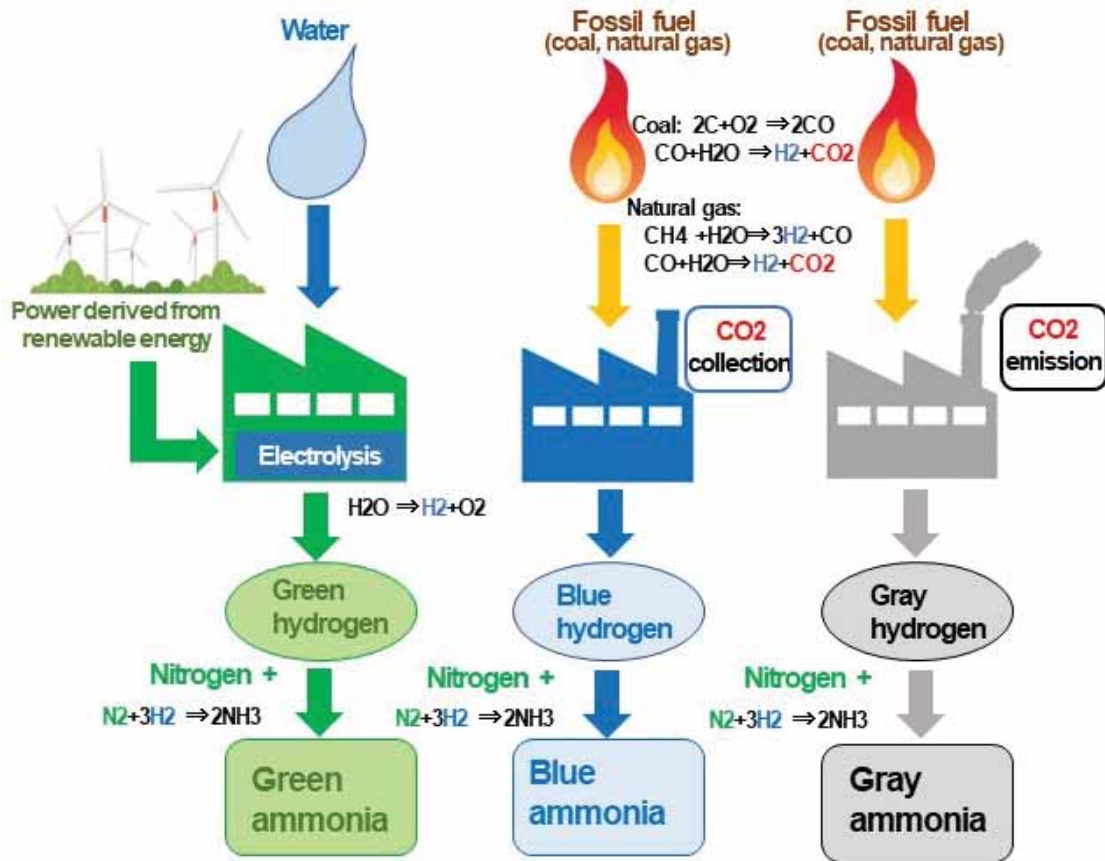 Water
Fossil fuel
(coal, natural gas)
Fossil fuel
(coal, natural gas)
Coal: 2C+O2 ⇒2CO
CO+H2O ⇒H2+CO2
Natural gas:
CH4 +H2O⇒3H2+CO
CO+H2O⇒H2+CO2
Power derived from
renewable energy
CO2
collection
CO2
emission
Electrolysis
H2O ⇒H2+O2
Green
hydrogen
Blue
hydrogen
Gray
hydrogen
Nitrogen +
N2+3H2 ⇒2NH3
Nitrogen +
N2+3H2 ⇒2NH3
Nitrogen +
N2+3H2 ⇒2NH3
Green
ammonia
Blue
ammonia
Gray
ammonia